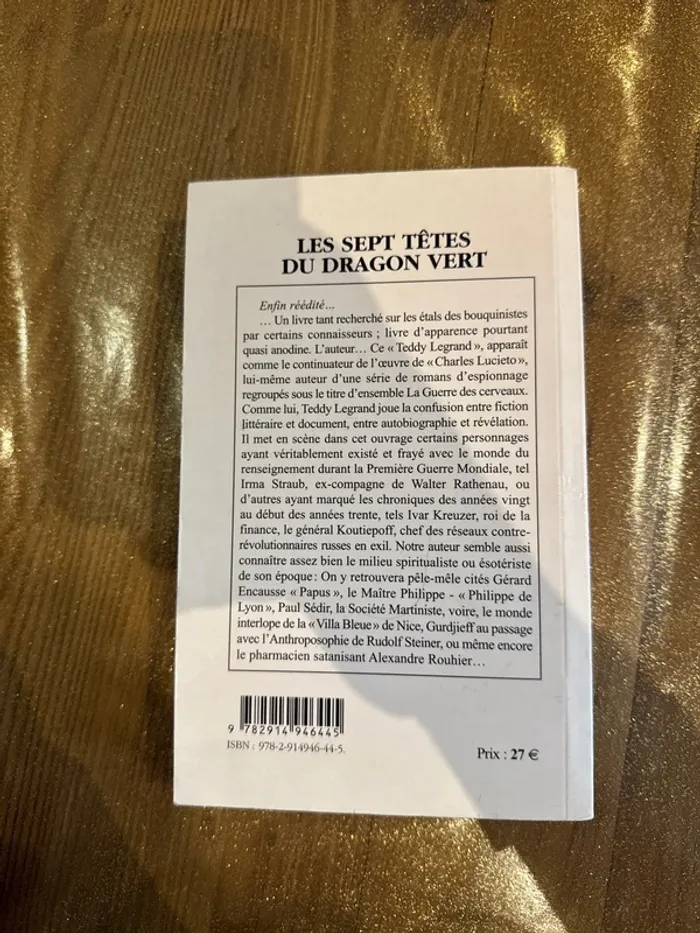 LES SEPT TÊTES
DU DRAGON VERT
Enfin réédité...
... Un livre tant recherché sur les étals des bouquinistes
par certains connaisseurs ; livre d'apparence pourtant
quasi anodine. L'auteur... Ce « Teddy Legrand », apparaît
comme le continuateur de l'œuvre de « Charles Lucieto »,
lui-même auteur d'une série de romans d'espionnage
regroupés sous le titre d'ensemble La Guerre des cerveaux.
Comme lui, Teddy Legrand joue la confusion entre fiction
littéraire et document, entre autobiographie et révélation.
Il met en scène dans cet ouvrage certains personnages
ayant véritablement existé et frayé avec le monde du
renseignement durant la Première Guerre Mondiale, tel
Irma Straub, ex-compagne de Walter Rathenau, ou
d'autres ayant marqué les chroniques des années vingt
au début des années trente, tels Ivar Kreuzer, roi de la
finance, le général Koutiepoff, chef des réseaux contre-
révolutionnaires russes en exil. Notre auteur semble aussi
connaître assez bien le milieu spiritualiste ou ésotériste
de son époque : On y retrouvera pêle-mêle cités Gérard
Encausse « Papus », le Maître Philippe - « Philippe de
Lyon », Paul Sédir, la Société Martiniste, voire, le monde
interlope de la « Villa Bleue » de Nice, Gurdjieff au passage
avec l'Anthroposophie de Rudolf Steiner, ou même encore
le pharmacien satanisant Alexandre Rouhier...
9 782914 946445
ISBN : 978-2-914946-44-5.
Prix : 27 €